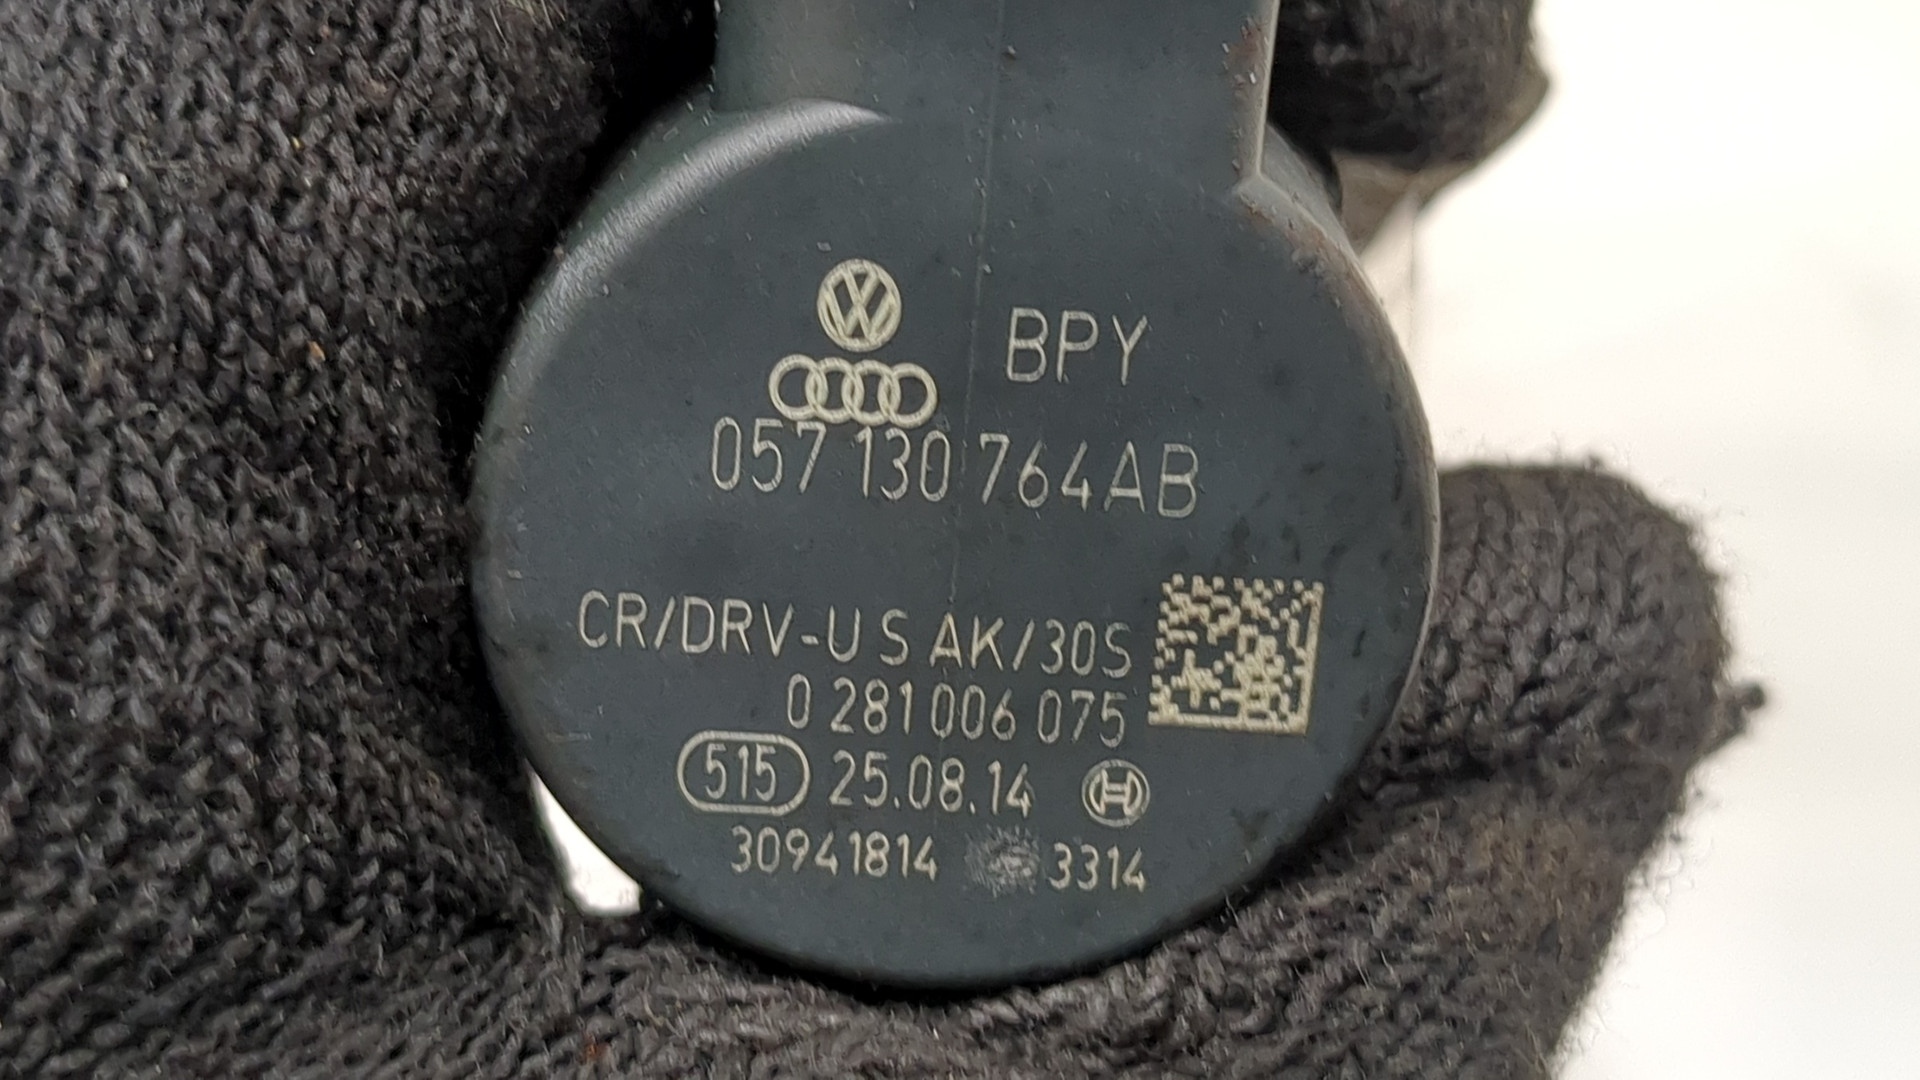 BPY
057 130 764AB
CR/DRV-U S AK/30S
0 281 006 075
515 25.08.14
30941814 3314